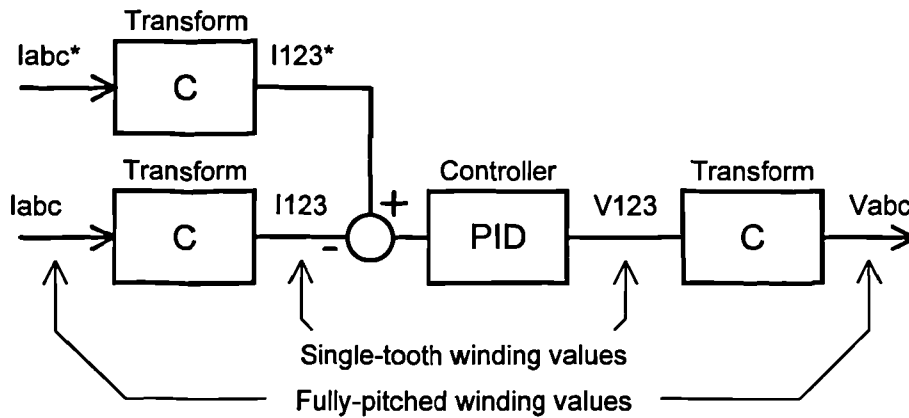 Transform
Iabc*
C
I123*
Transform
Controller
Transform
Iabc
C
I123
+
-
PID
V123
C
Vabc
Single-tooth winding values
Fully-pitched winding values